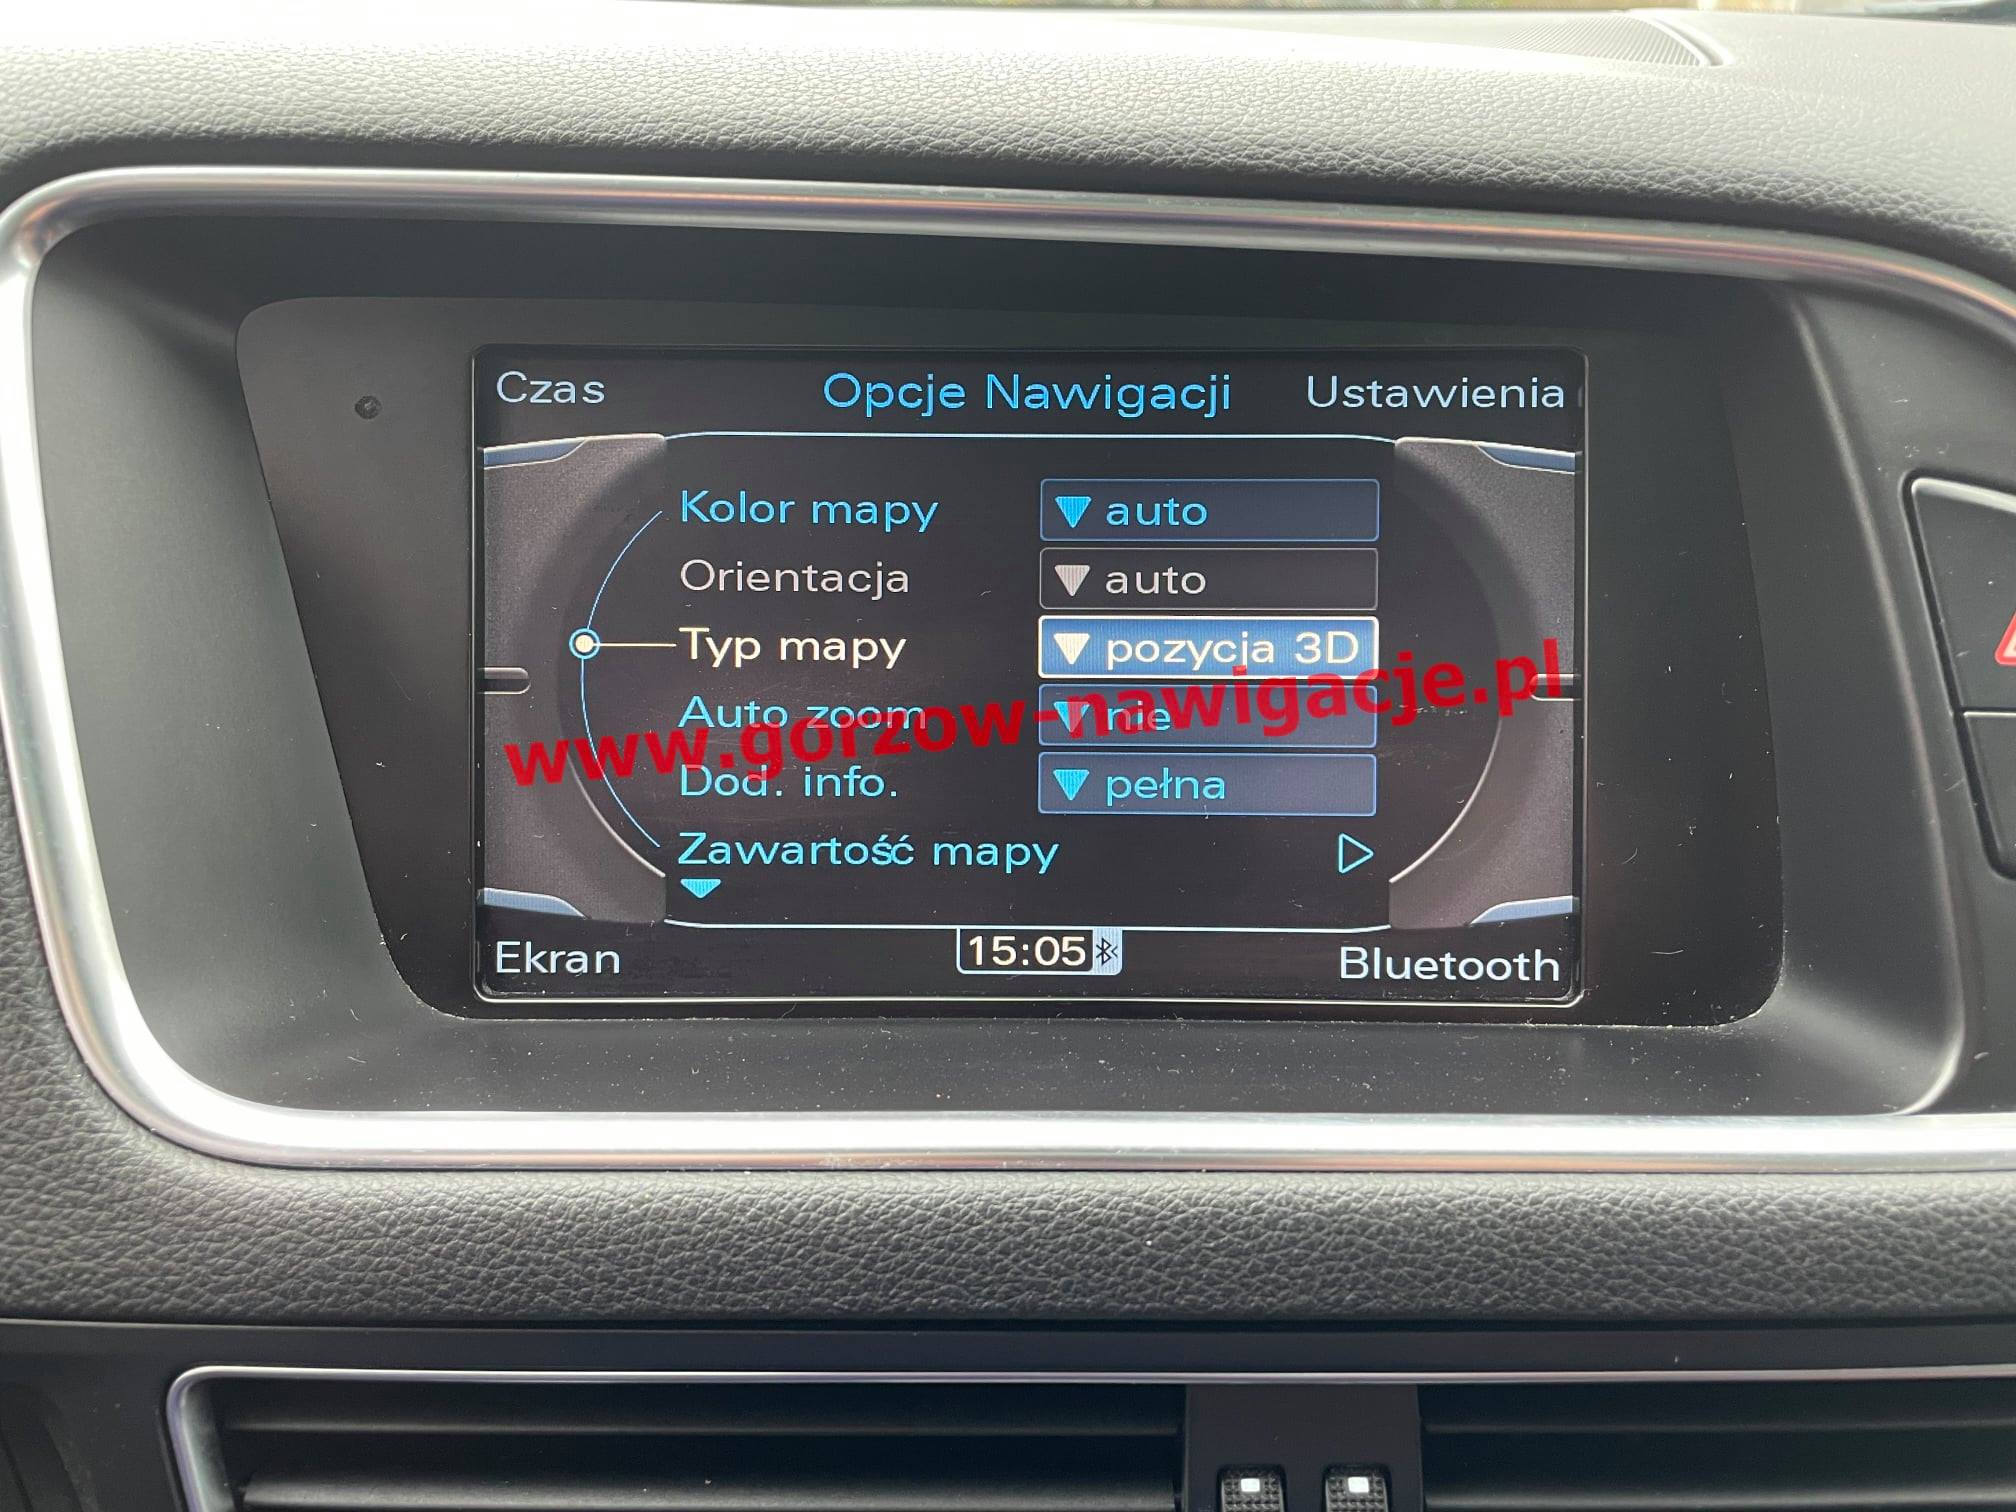 Czas Opcje Nawigacji Ustawienia
Kolor mapy auto
Orientacja auto
Typ mapy pozycja 3D
Auto zoom nie
www.gorzow-nawigacje.pl
Dod. info. pełna
Zawartość mapy
Ekran 15:05 Bluetooth